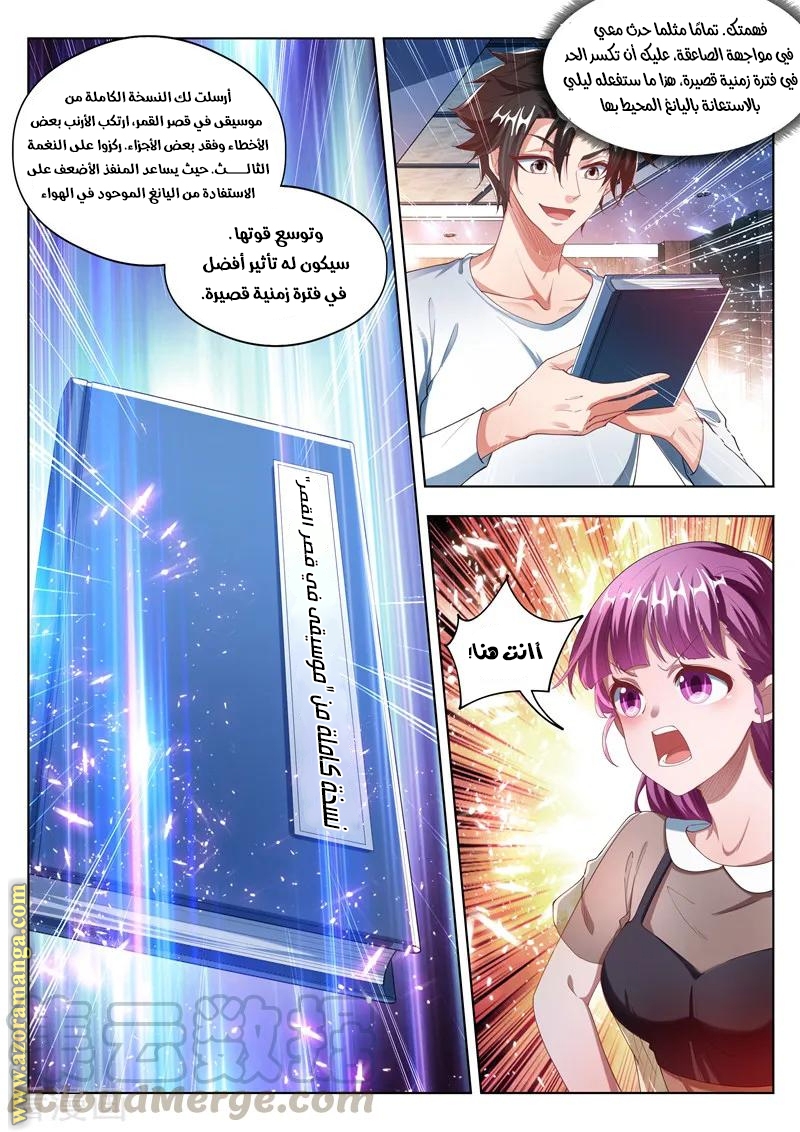 فهمتك. تمامًا مثلما حدث معي
في مواجهة الصاعقة، عليك أن تكسر الحد
في فترة زمنية قصيرة، هذا ما ستفعله ليلي
بالاستعانة باليانغ المحيط بها
أرسلت لك النسخة الكاملة من
موسيقى في قصر القمر، ارتكب الأرنب بعض
الأخطاء وفقد بعض الأجزاء. ركزوا على النغمة
الثالـــــث، حيث يساعد المنفذ الأضعف على
الاستفادة من اليانغ الموجود في الهواء
وتوسع قوتها.
سيكون له تأثير أفضل
في فترة زمنية قصيرة.
نسخة كاملة من "موسيقى في قصر القمر"
أانت هنا!
www.azoramanga.com
iCloudMerge.com